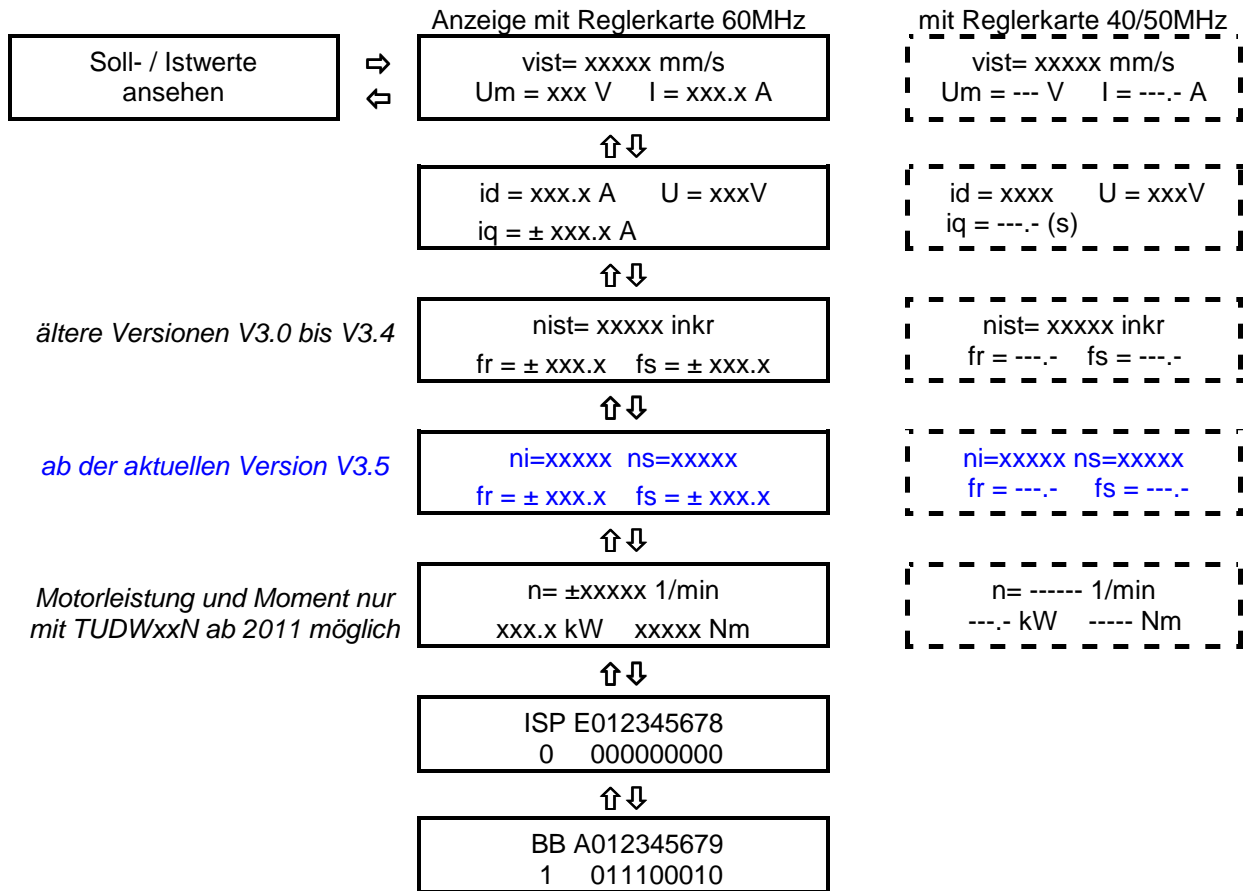 Anzeige mit Reglerkarte 60MHz mit Reglerkarte 40/50MHz
Soll- / Istwerte
ansehen
⇨
⇦
vist= xxxxx mm/s
Um = xxx V I = xxx.x A
vist= xxxxx mm/s
Um = --- V I = ---.- A
⇧⇩
id = xxx.x A U = xxxV
iq = ± xxx.x A
id = xxxx U = xxxV
iq = ---.- (s)
⇧⇩
ältere Versionen V3.0 bis V3.4
nist= xxxxx inkr
fr = ± xxx.x fs = ± xxx.x
nist= xxxxx inkr
fr = ---.- fs = ---.-
⇧⇩
ab der aktuellen Version V3.5
ni=xxxxx ns=xxxxx
fr = ± xxx.x fs = ± xxx.x
ni=xxxxx ns=xxxxx
fr = ---.- fs = ---.-
⇧⇩
Motorleistung und Moment nur
mit TUDWxxN ab 2011 möglich
n= ±xxxxx 1/min
xxx.x kW xxxxx Nm
n= ------ 1/min
---.- kW ----- Nm
⇧⇩
ISP E012345678
0 000000000
⇧⇩
BB A012345679
1 011100010